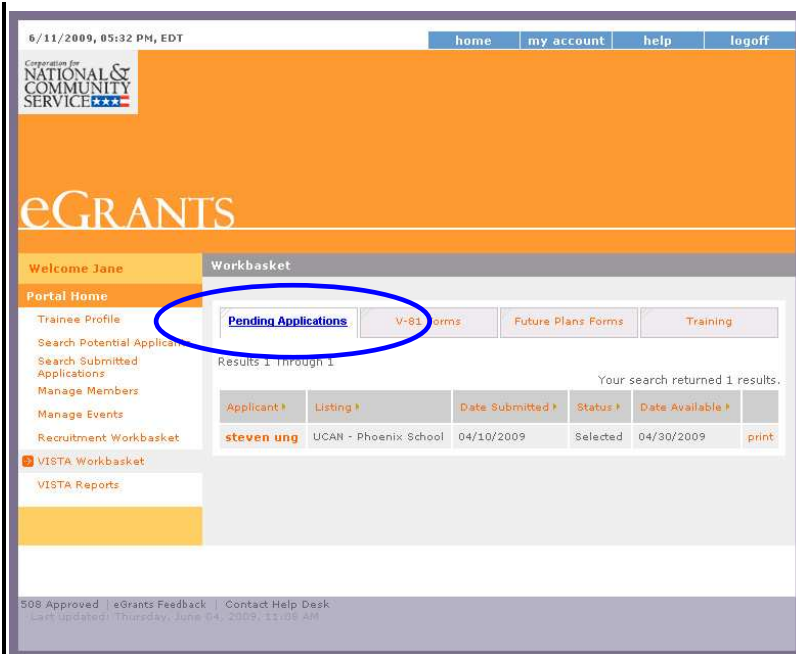 6/11/2009, 05:32 PM, EDT
home my account help logoff
Corporation for
NATIONAL &
COMMUNITY
SERVICE
eGRANTS
Welcome Jane
Workbasket
Portal Home
Trainee Profile
Search Potential Applicants
Search Submitted
Applications
Manage Members
Manage Events
Recruitment Workbasket
VISTA Workbasket
VISTA Reports
Pending Applications V-81 Forms Future Plans Forms Training
Results 1 Through 1
Your search returned 1 results.
Applicant Listing Date Submitted Status Date Available
steven ung UCAN - Phoenix School 04/10/2009 Selected 04/30/2009 print
508 Approved | eGrants Feedback | Contact Help Desk
Last updated: Thursday, June 04, 2009, 11:08 AM